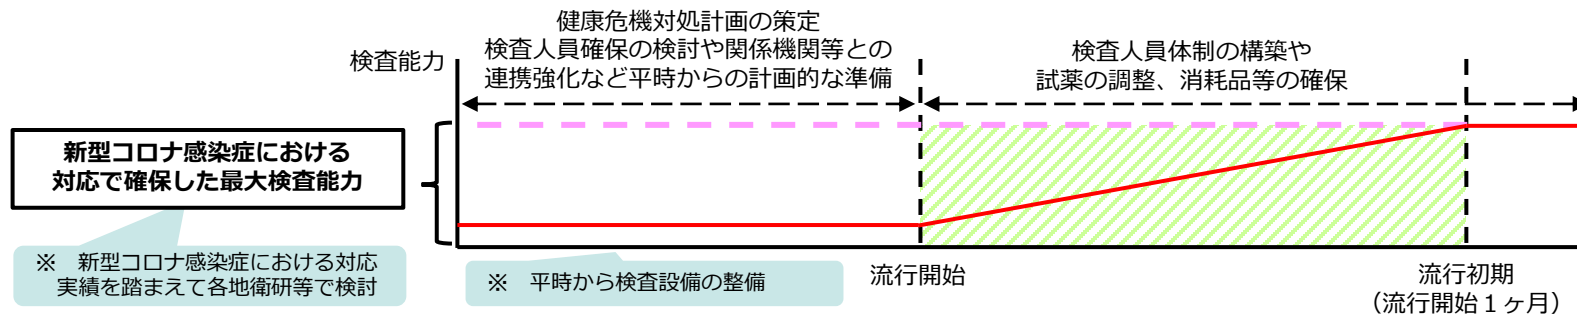 健康危機対処計画の策定
検査人員確保の検討や関係機関等との
連携強化など平時からの計画的な準備
検査人員体制の構築や
試薬の調整、消耗品等の確保
検査能力
新型コロナ感染症における
対応で確保した最大検査能力
※　新型コロナ感染症における対応
実績を踏まえて各地衛研等で検討
※　平時から検査設備の整備
流行開始
流行初期
（流行開始１ヶ月）